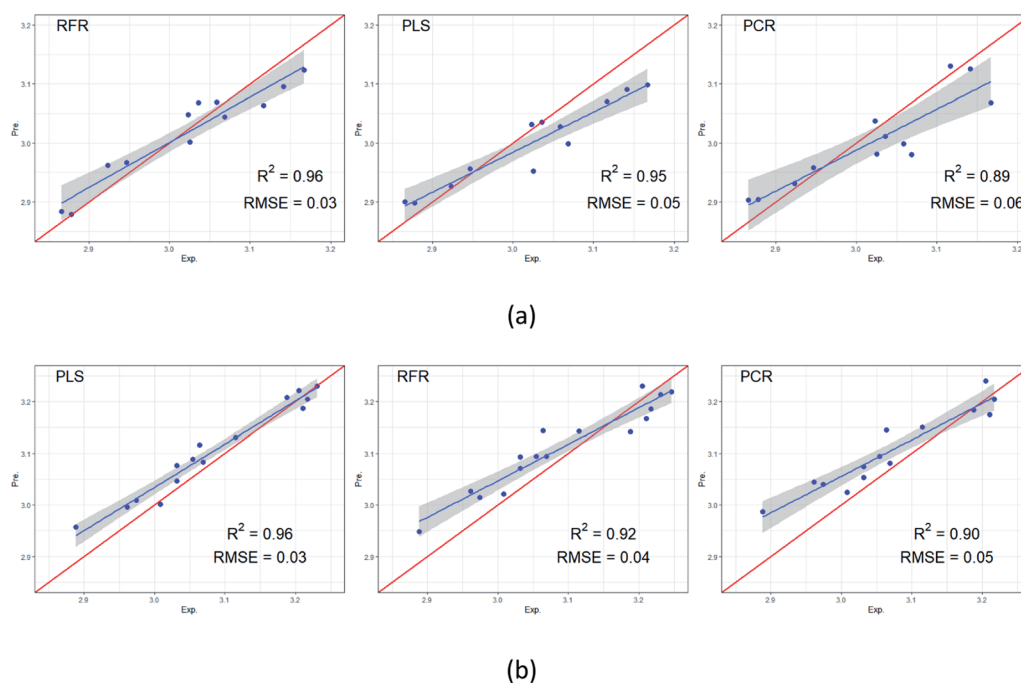 RFR
3.2
3.1
3.0
2.9
Pre.
R² = 0.96
RMSE = 0.03
2.9 3.0 3.1 3.2
Exp.
PLS
3.2
3.1
3.0
2.9
Pre.
R² = 0.95
RMSE = 0.05
2.9 3.0 3.1 3.2
Exp.
PCR
3.2
3.1
3.0
2.9
Pre.
R² = 0.89
RMSE = 0.06
2.9 3.0 3.1 3.2
Exp.
(a)
PLS
3.2
3.1
3.0
2.9
Pre.
R² = 0.96
RMSE = 0.03
2.9 3.0 3.1 3.2
Exp.
RFR
3.2
3.1
3.0
2.9
Pre.
R² = 0.92
RMSE = 0.04
2.9 3.0 3.1 3.2
Exp.
PCR
3.2
3.1
3.0
2.9
Pre.
R² = 0.90
RMSE = 0.05
2.9 3.0 3.1 3.2
Exp.
(b)